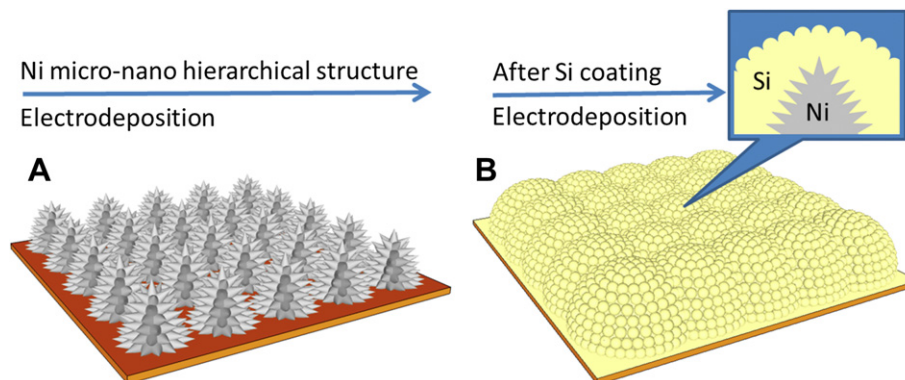 Ni micro-nano hierarchical structure
Electrodeposition
After Si coating
Electrodeposition
Si
Ni
A
B